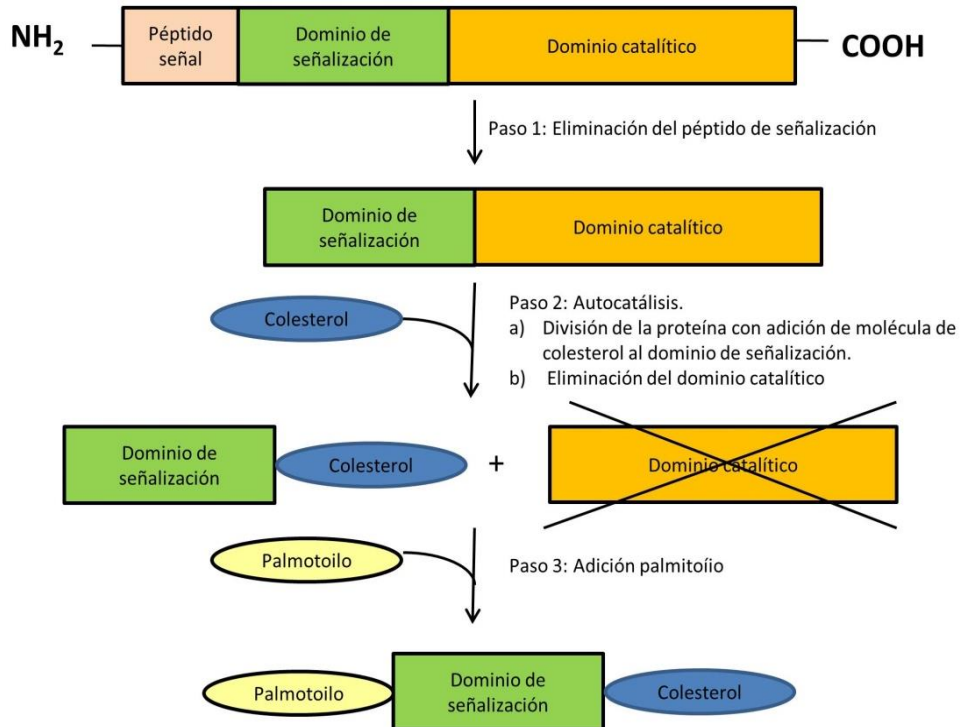 NH2
Péptido
señal
Dominio de
señalización
Dominio catalítico
COOH
Paso 1: Eliminación del péptido de señalización
Dominio de
señalización
Dominio catalítico
Colesterol
Paso 2: Autocatálisis.
a) División de la proteína con adición de molécula de
colesterol al dominio de señalización.
b) Eliminación del dominio catalítico
Dominio de
señalización
Colesterol
+
Dominio catalítico
Palmotoilo
Paso 3: Adición palmitoíio
Palmotoilo
Dominio de
señalización
Colesterol